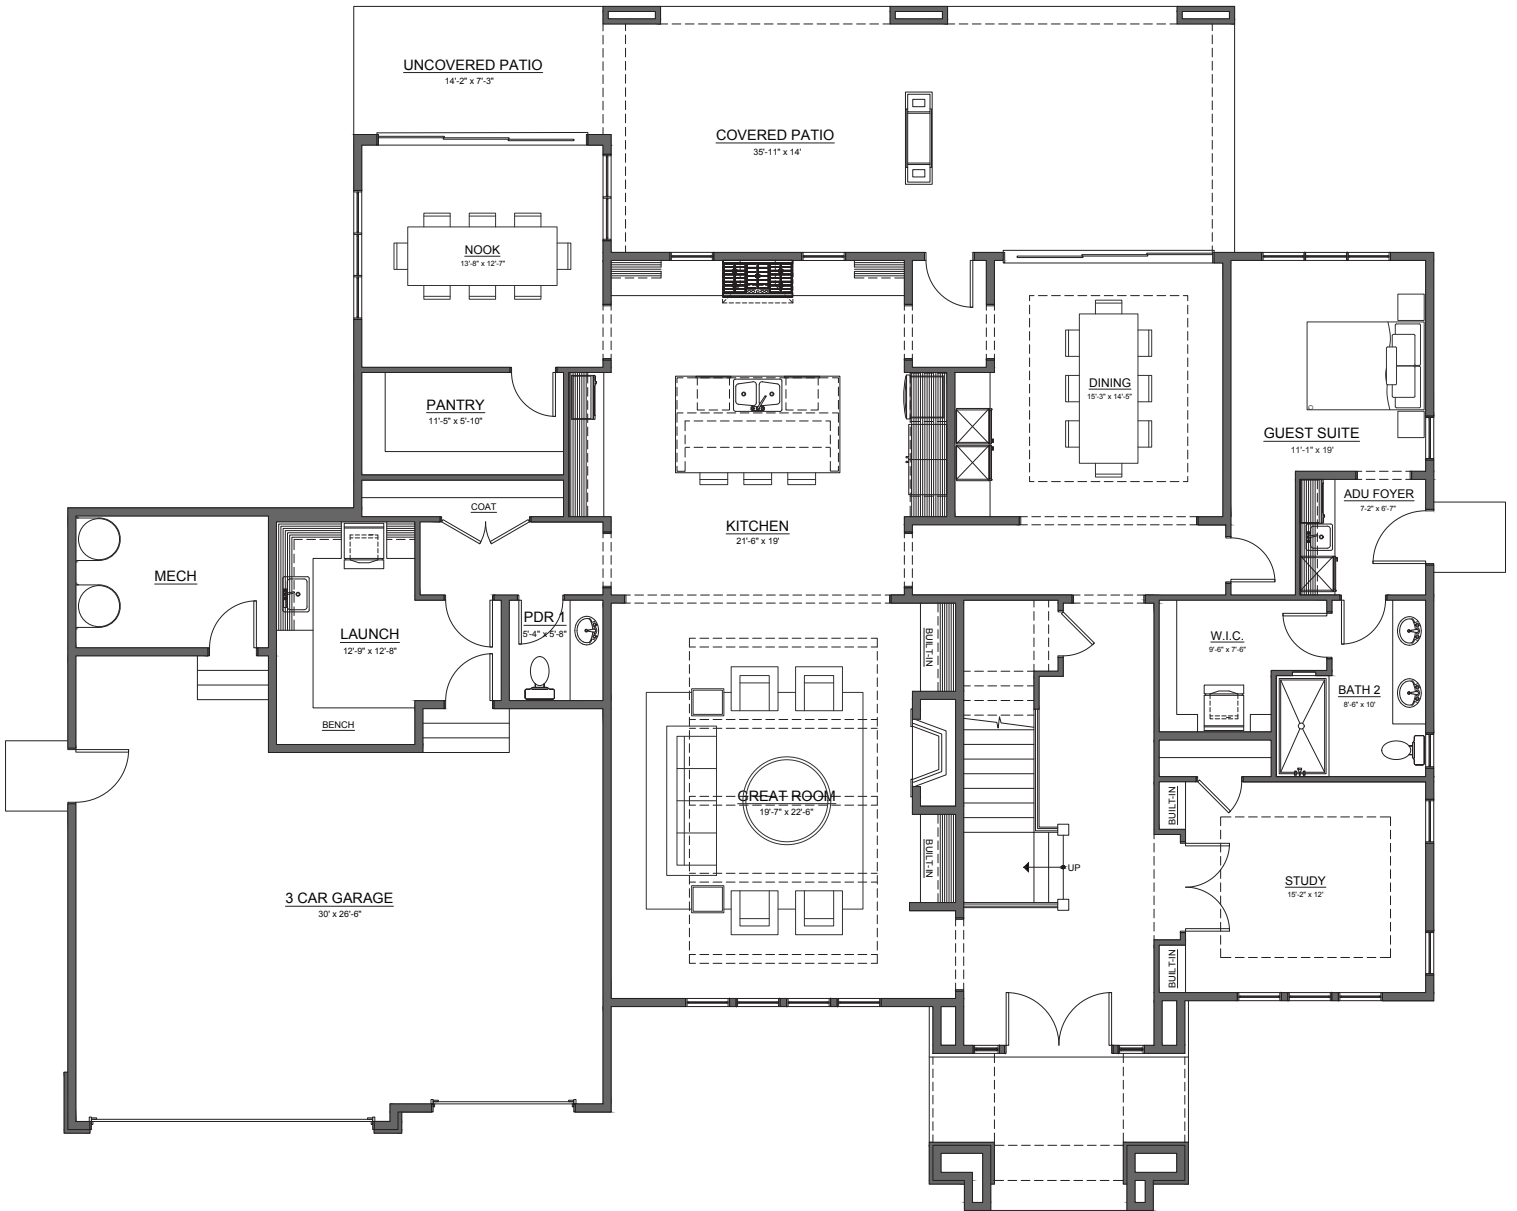 UNCOVERED PATIO
14'-2" x 7'-3"
COVERED PATIO
35'-11" x 14'
NOOK
13'-8" x 12'-7"
DINING
15'-3" x 14'-5"
PANTRY
11'-5" x 5'-10"
GUEST SUITE
11'-1" x 19'
COAT
ADU FOYER
7'-2" x 6'-7"
KITCHEN
21'-6" x 19'
MECH
LAUNCH
12'-9" x 12'-8"
PDR 1
5'-4" x 5'-8"
BUILT-IN
W.I.C.
9'-6" x 7'-6"
BATH 2
8'-6" x 10'
BENCH
GREAT ROOM
19'-7" x 22'-6"
BUILT-IN
BUILT-IN
UP
STUDY
15'-2" x 12'
3 CAR GARAGE
30' x 26'-6"
BUILT-IN